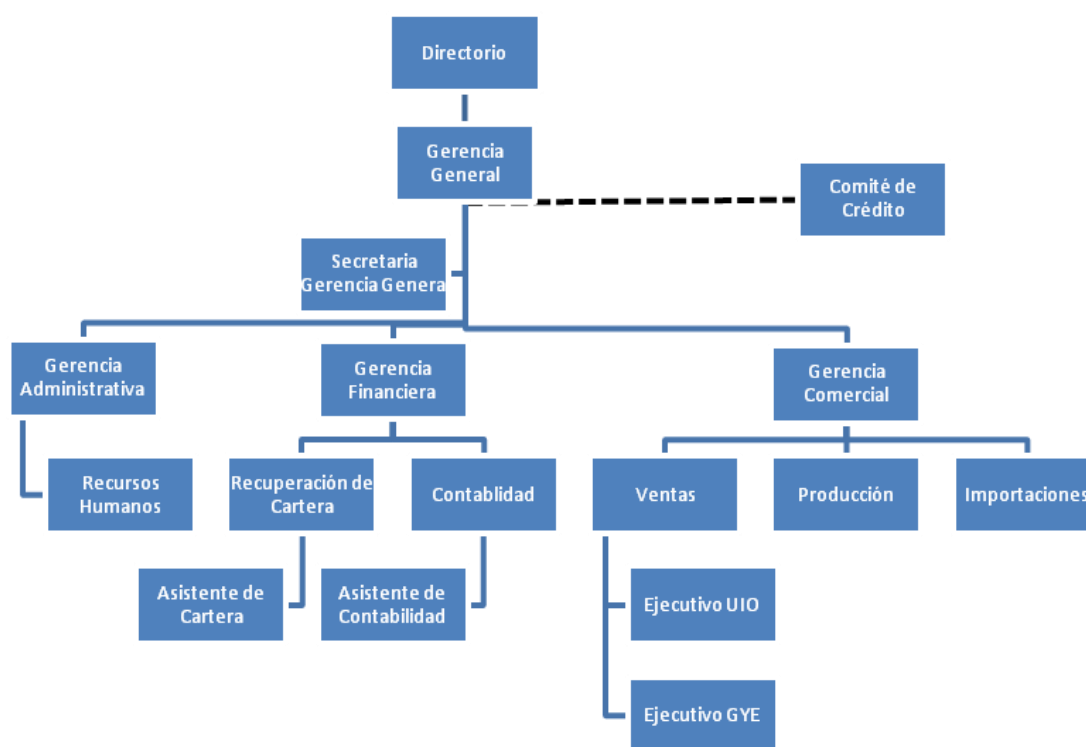 Directorio
Gerencia
General
Comité de
Crédito
Secretaria
Gerencia Genera
Gerencia
Administrativa
Gerencia
Financiera
Gerencia
Comercial
Recursos
Humanos
Recuperación de
Cartera
Contablidad
Ventas
Producción
Importaciones
Asistente de
Cartera
Asistente de
Contabilidad
Ejecutivo UIO
Ejecutivo GYE